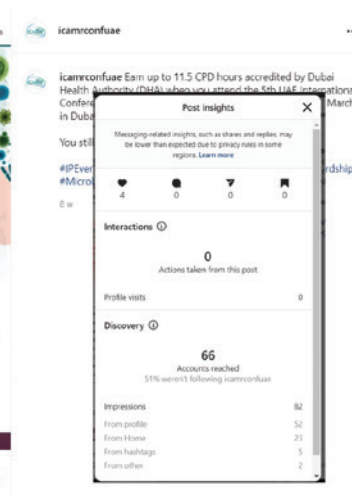 icamrconfuae
icamrconfuae Earn up to 11.5 CPD hours accredited by Dubai
Health Authority (DHA) when you attend the 5th UAE Internationa
Confere
March
in Duba
You still
#IPEver
rdship
#Microl
8 w
Post insights
Messaging-related insights, such as shares and replies, may
be lower than expected due to privacy rules in some
regions. Learn more
4 0 0 0
Interactions
0
Actions taken from this post
Profile visits 0
Discovery
66
Accounts reached
51% weren't following icamrconfuae
Impressions 82
From profile 52
From Home 23
From hashtags 5
From other 2